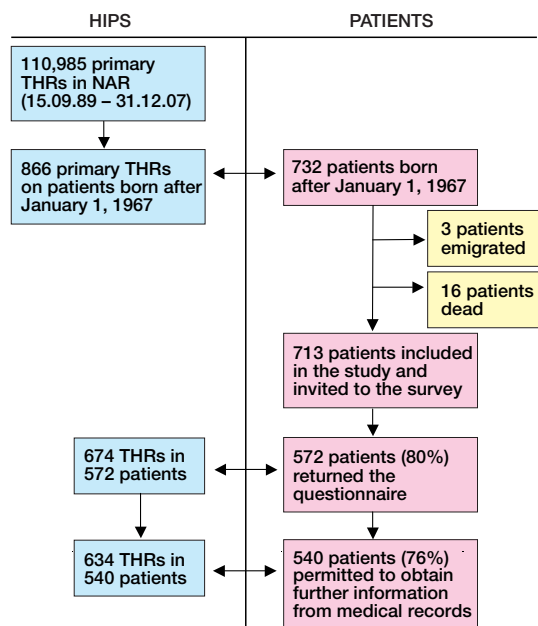 HIPS
PATIENTS
110,985 primary
THRs in NAR
(15.09.89 – 31.12.07)
866 primary THRs
on patients born after
January 1, 1967
732 patients born
after January 1, 1967
3 patients
emigrated
16 patients
dead
713 patients included
in the study and
invited to the survey
674 THRs in
572 patients
572 patients (80%)
returned the
questionnaire
634 THRs in
540 patients
540 patients (76%)
permitted to obtain
further information
from medical records